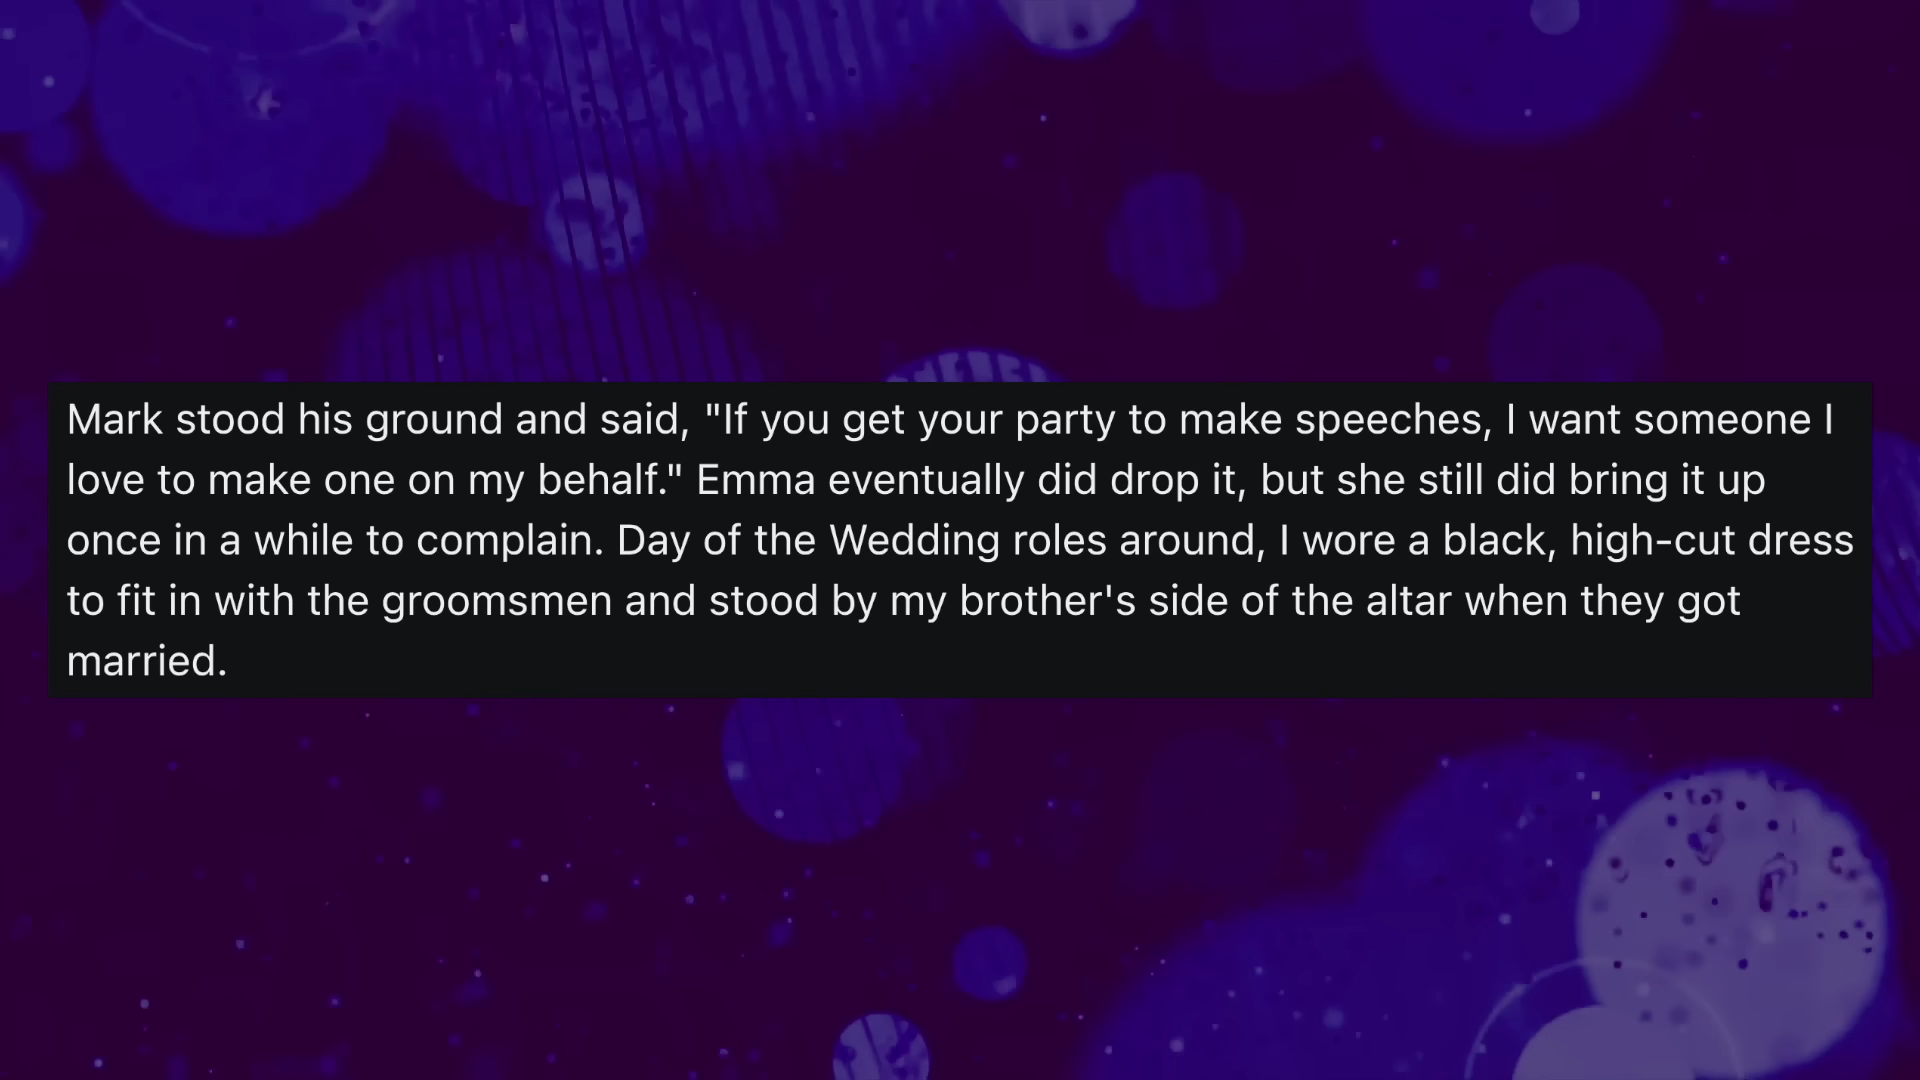 Mark stood his ground and said, "If you get your party to make speeches, I want someone I
love to make one on my behalf." Emma eventually did drop it, but she still did bring it up
once in a while to complain. Day of the Wedding roles around, I wore a black, high-cut dress
to fit in with the groomsmen and stood by my brother's side of the altar when they got
married.